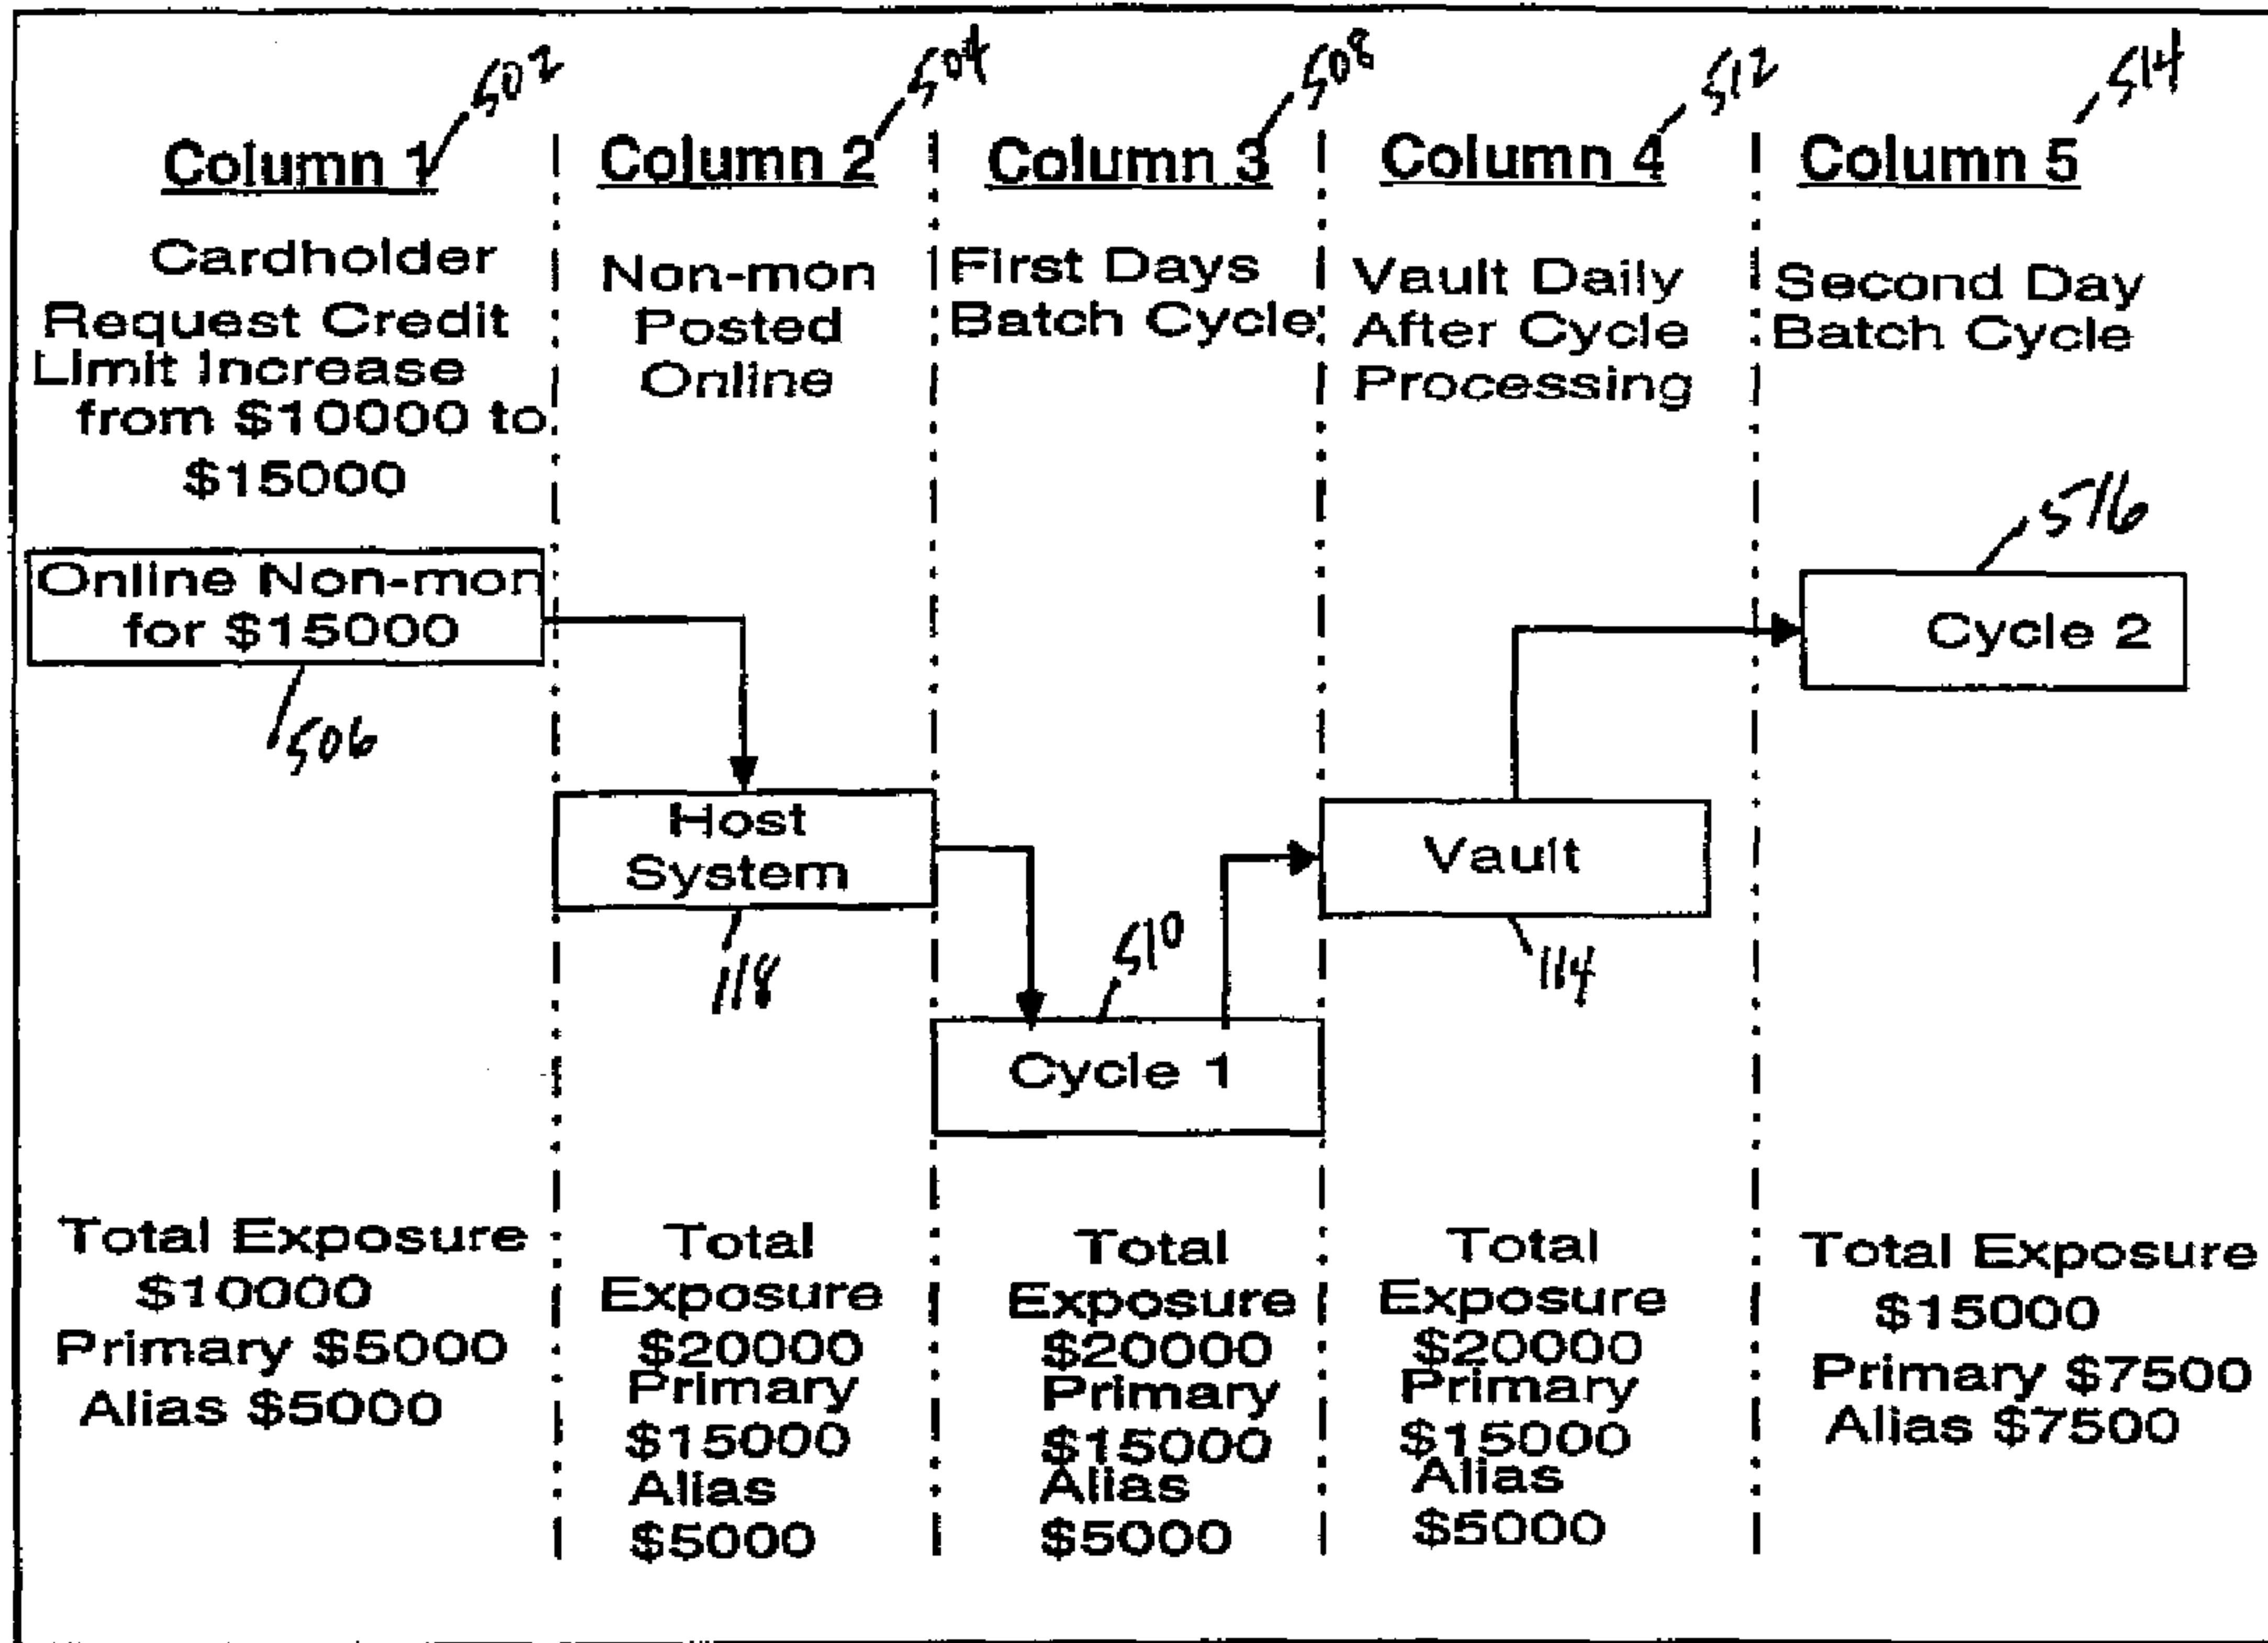 502
504
508
512
514
Column 1
Column 2
Column 3
Column 4
Column 5
Cardholder
Request Credit
Limit Increase
from $10000 to
$15000
Non-mon
Posted
Online
First Days
Batch Cycle
Vault Daily
After Cycle
Processing
Second Day
Batch Cycle
Online Non-mon
for $15000
506
Host
System
118
510
Cycle 1
Vault
114
516
Cycle 2
Total Exposure
$10000
Primary $5000
Alias $5000
Total
Exposure
$20000
Primary
$15000
Alias
$5000
Total
Exposure
$20000
Primary
$15000
Alias
$5000
Total
Exposure
$20000
Primary
$15000
Alias
$5000
Total Exposure
$15000
Primary $7500
Alias $7500